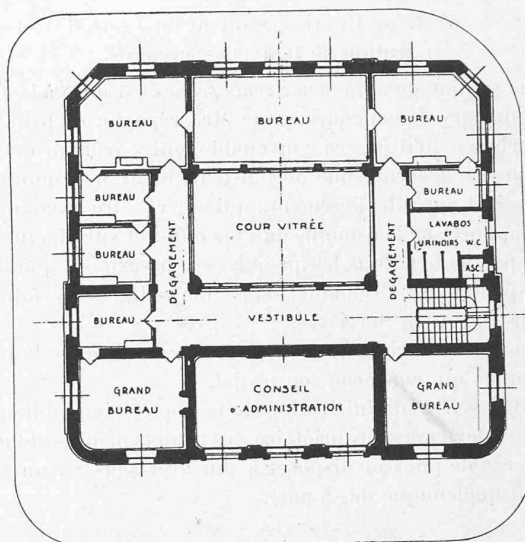 BUREAU
BUREAU
BUREAU
BUREAU
BUREAU
DÉGAGEMENT
COUR VITRÉE
DÉGAGEMENT
LAVABOS
et
URINOIRS W.C.
BUREAU
ASC.
BUREAU
VESTIBULE
GRAND
BUREAU
CONSEIL
D'ADMINISTRATION
GRAND
BUREAU